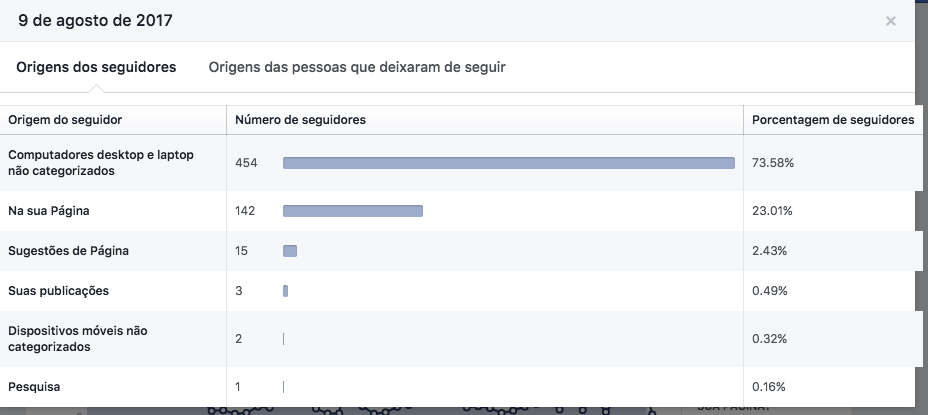 9 de agosto de 2017 ×
Origens dos seguidores Origens das pessoas que deixaram de seguir
Origem do seguidor Número de seguidores Porcentagem de seguidores
Computadores desktop e laptop
não categorizados 454 73.58%
Na sua Página 142 23.01%
Sugestões de Página 15 2.43%
Suas publicações 3 0.49%
Dispositivos móveis não
categorizados 2 0.32%
Pesquisa 1 0.16%